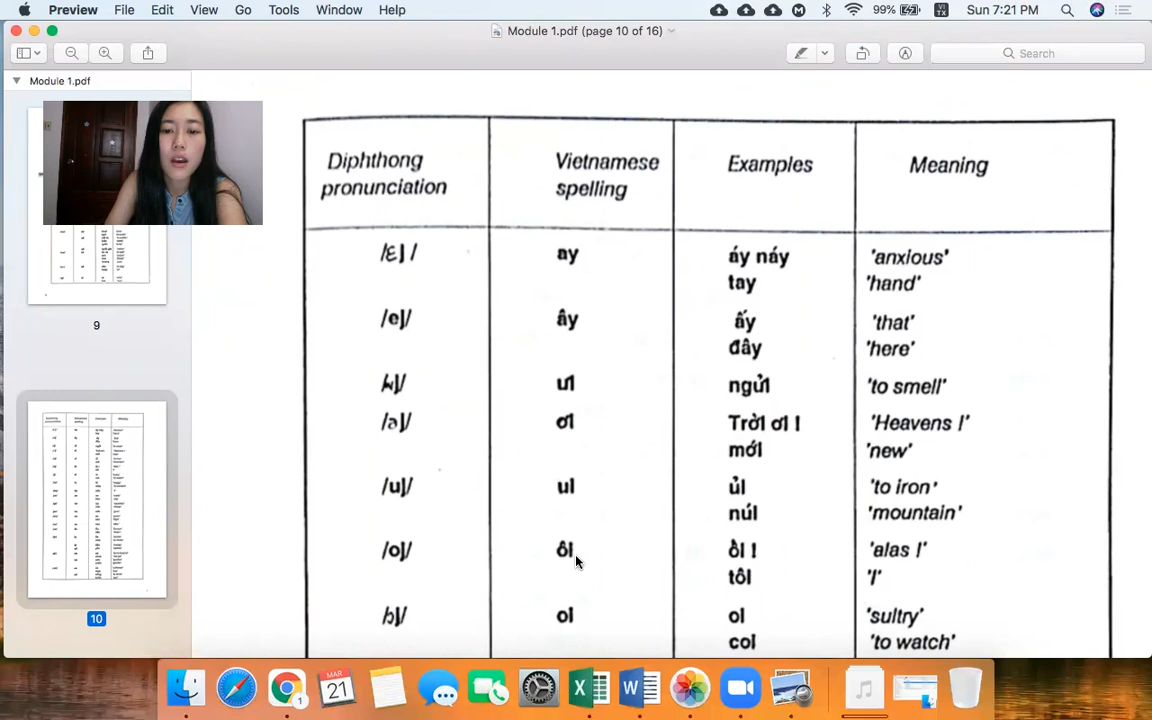 Preview File Edit View Go Tools Window Help
99% Sun 7:21 PM
Module 1.pdf (page 10 of 16)
Search
Module 1.pdf
9
10
Diphthong pronunciation Vietnamese spelling Examples Meaning
/ɛj/ ay áy náy 'anxious'
tay 'hand'
/ej/ ây ấy 'that'
đây 'here'
ưi ngửi 'to smell'
/əj/ ơi Trời ơi ! 'Heavens !'
mới 'new'
/uj/ ui ủi 'to iron'
núi 'mountain'
/oj/ ôi ồi ! 'alas !'
tôi 'I'
/ɔj/ oi oi 'sultry'
coi 'to watch'
MAR
21